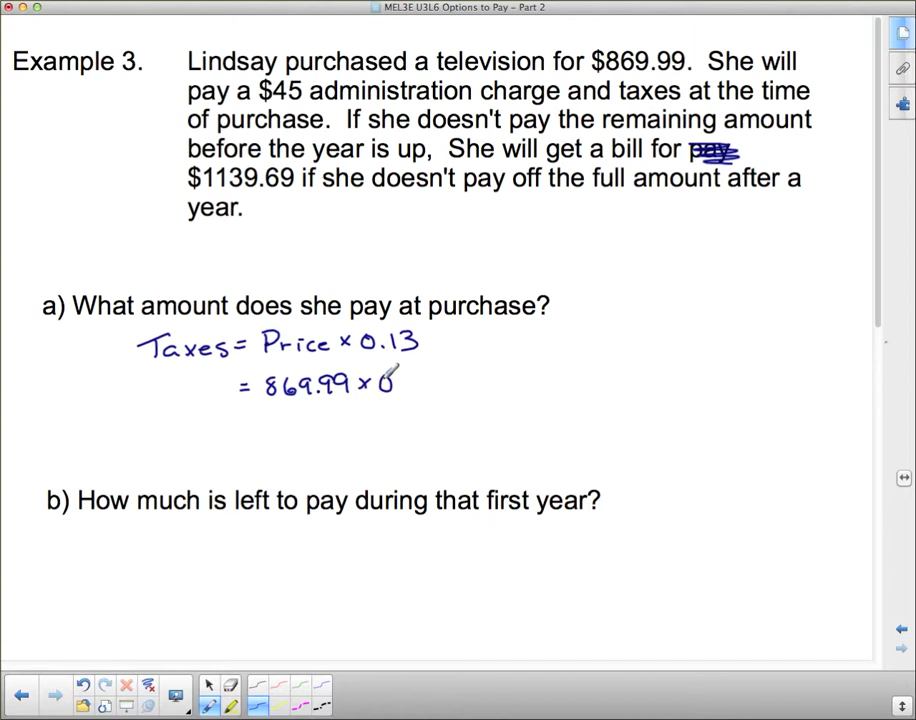 MEL3E U3L6 Options to Pay - Part 2
Example 3. Lindsay purchased a television for $869.99. She will
pay a $45 administration charge and taxes at the time
of purchase. If she doesn't pay the remaining amount
before the year is up, She will get a bill for pay
$1139.69 if she doesn't pay off the full amount after a
year.
a) What amount does she pay at purchase?
Taxes = Price × 0.13
= 869.99 × 0
b) How much is left to pay during that first year?